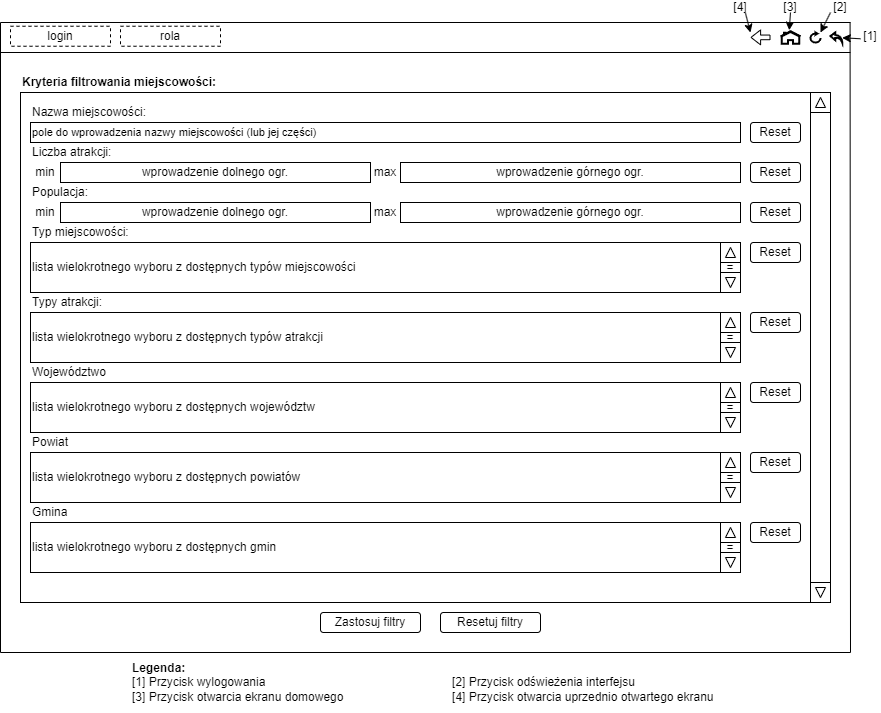 [4] [3] [2]
login rola [1]
Kryteria filtrowania miejscowości:
Nazwa miejscowości:
pole do wprowadzenia nazwy miejscowości (lub jej części) Reset
Liczba atrakcji:
min wprowadzenie dolnego ogr. max wprowadzenie górnego ogr. Reset
Populacja:
min wprowadzenie dolnego ogr. max wprowadzenie górnego ogr. Reset
Typ miejscowości:
Reset
lista wielokrotnego wyboru z dostępnych typów miejscowości
Typy atrakcji:
Reset
lista wielokrotnego wyboru z dostępnych typów atrakcji
Województwo
Reset
lista wielokrotnego wyboru z dostępnych województw
Powiat
Reset
lista wielokrotnego wyboru z dostępnych powiatów
Gmina
Reset
lista wielokrotnego wyboru z dostępnych gmin
Zastosuj filtry Resetuj filtry
Legenda:
[1] Przycisk wylogowania [2] Przycisk odświeżenia interfejsu
[3] Przycisk otwarcia ekranu domowego [4] Przycisk otwarcia uprzednio otwartego ekranu